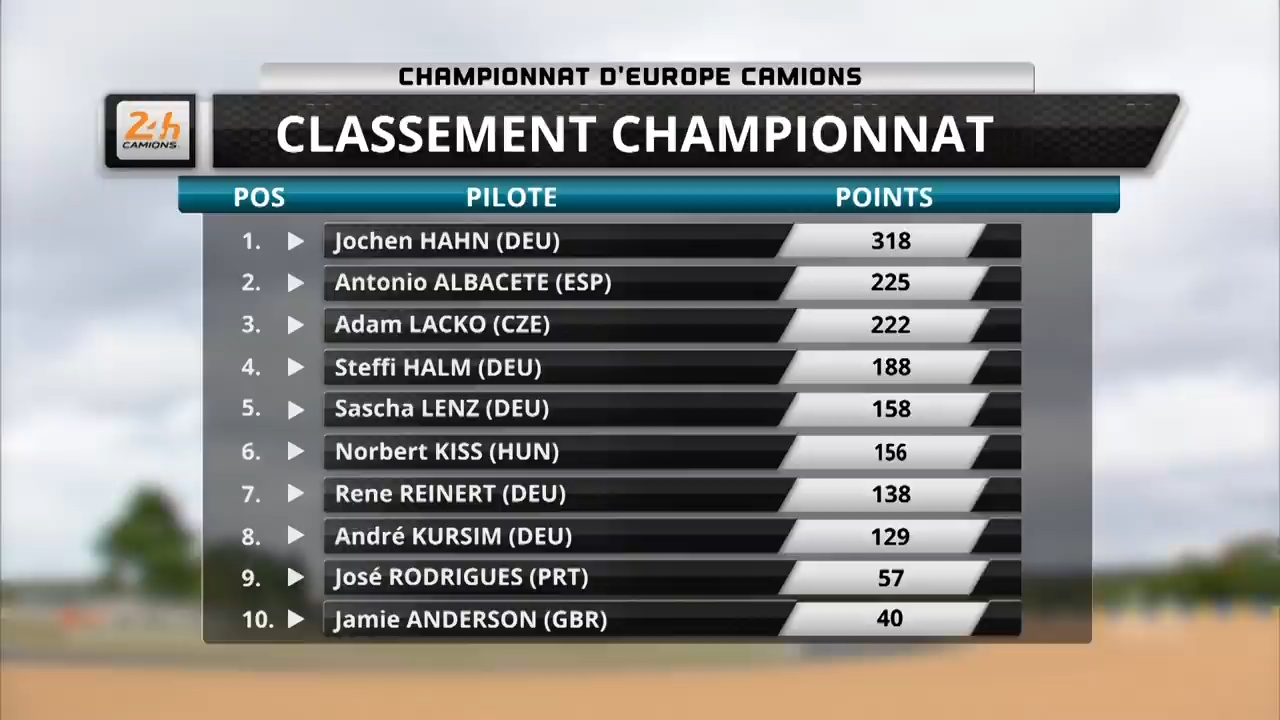 CHAMPIONNAT D'EUROPE CAMIONS
24h
CAMIONS
CLASSEMENT CHAMPIONNAT
POS PILOTE POINTS
1. ▶ Jochen HAHN (DEU) 318
2. ▶ Antonio ALBACETE (ESP) 225
3. ▶ Adam LACKO (CZE) 222
4. ▶ Steffi HALM (DEU) 188
5. ▶ Sascha LENZ (DEU) 158
6. ▶ Norbert KISS (HUN) 156
7. ▶ Rene REINERT (DEU) 138
8. ▶ André KURSIM (DEU) 129
9. ▶ José RODRIGUES (PRT) 57
10. ▶ Jamie ANDERSON (GBR) 40